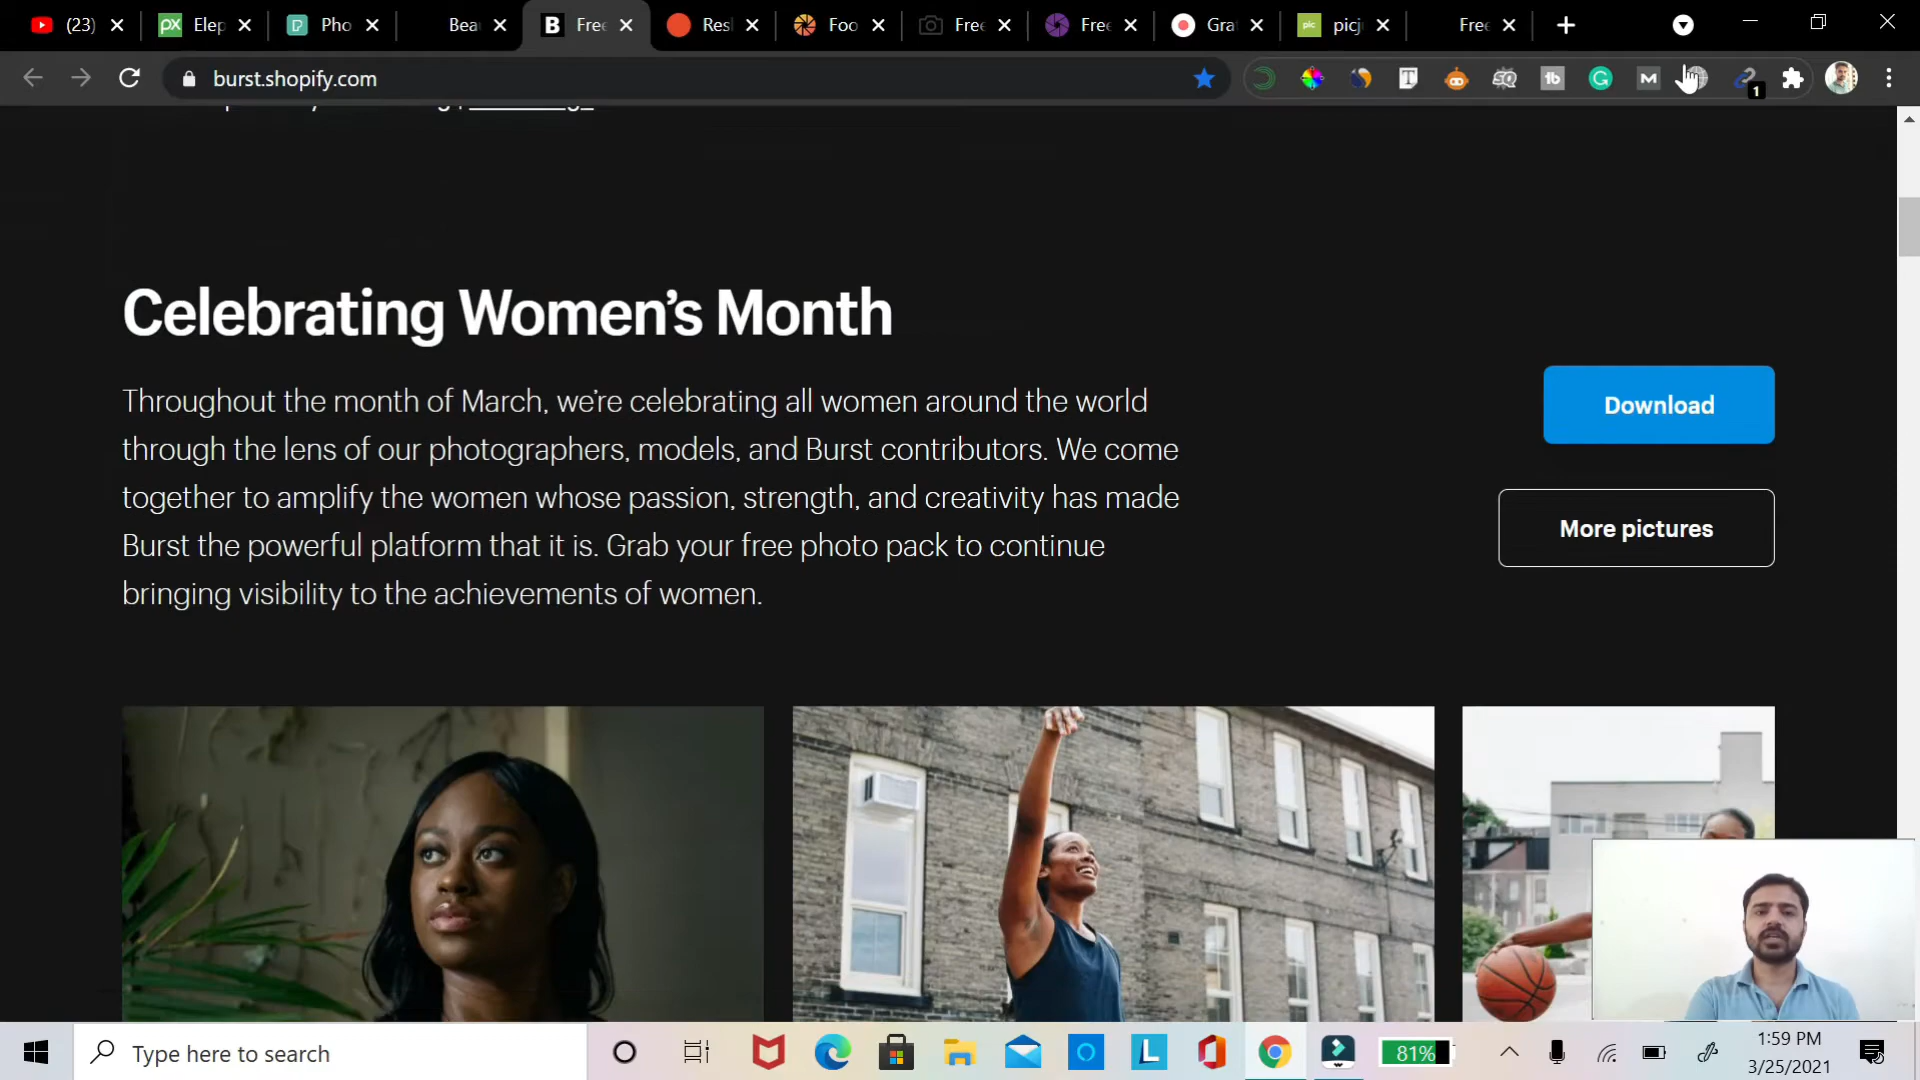 (23)
Elep
Pho
Bea
Free
Res
Foo
Free
Free
Gra
picj
Free
burst.shopify.com
1
Celebrating Women's Month
Throughout the month of March, we're celebrating all women around the world
through the lens of our photographers, models, and Burst contributors. We come
together to amplify the women whose passion, strength, and creativity has made
Burst the powerful platform that it is. Grab your free photo pack to continue
bringing visibility to the achievements of women.
Download
More pictures
Type here to search
81%
1:59 PM
3/25/2021